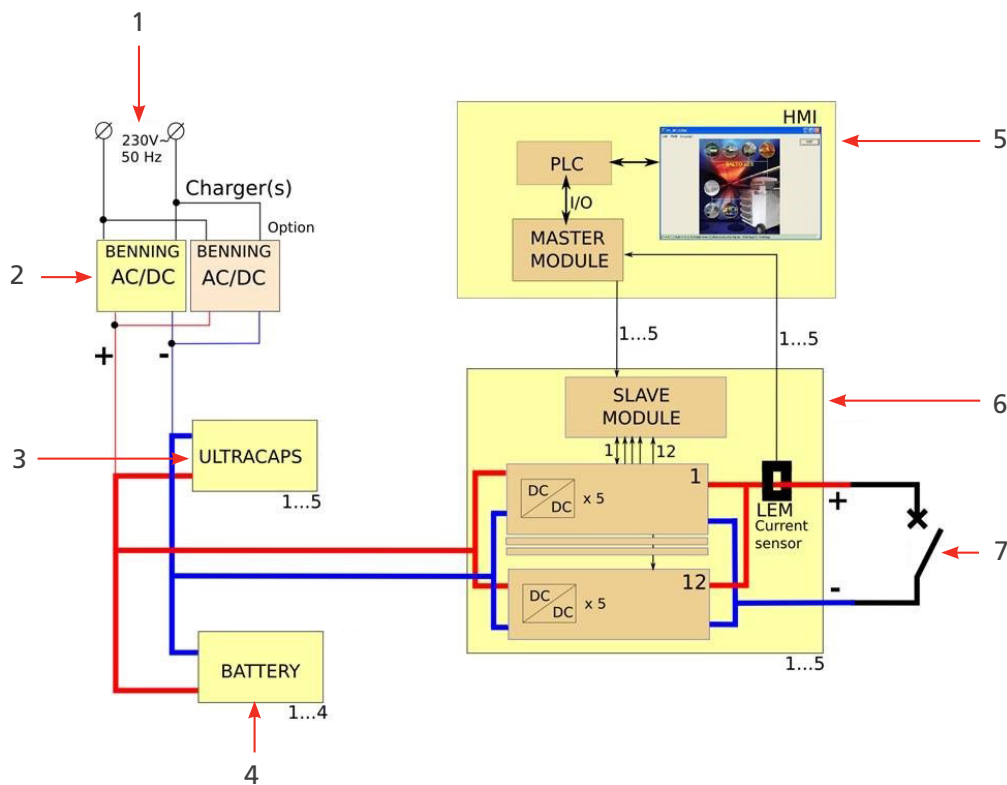 1
230V~
50 Hz
Charger(s)
Option
2
BENNING
AC/DC
BENNING
AC/DC
+
-
3
ULTRACAPS
1...5
BATTERY
1...4
4
HMI
5
PLC
I/O
MASTER
MODULE
BALTO LES
1...5
1...5
SLAVE
MODULE
6
1
12
DC
DC
x 5
1
LEM
Current
sensor
+
7
DC
DC
x 5
12
-
1...5